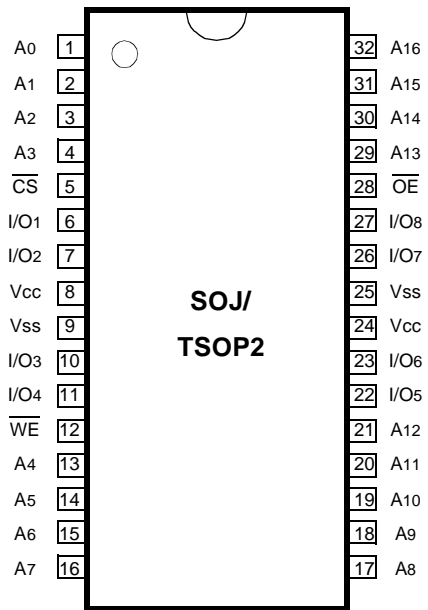 A0 1 32 A16
A1 2 31 A15
A2 3 30 A14
A3 4 29 A13
C̅S̅ 5 28 O̅E̅
I/O1 6 27 I/O8
I/O2 7 26 I/O7
Vcc 8 25 Vss
Vss 9 24 Vcc
SOJ/
TSOP2
I/O3 10 23 I/O6
I/O4 11 22 I/O5
W̅E̅ 12 21 A12
A4 13 20 A11
A5 14 19 A10
A6 15 18 A9
A7 16 17 A8